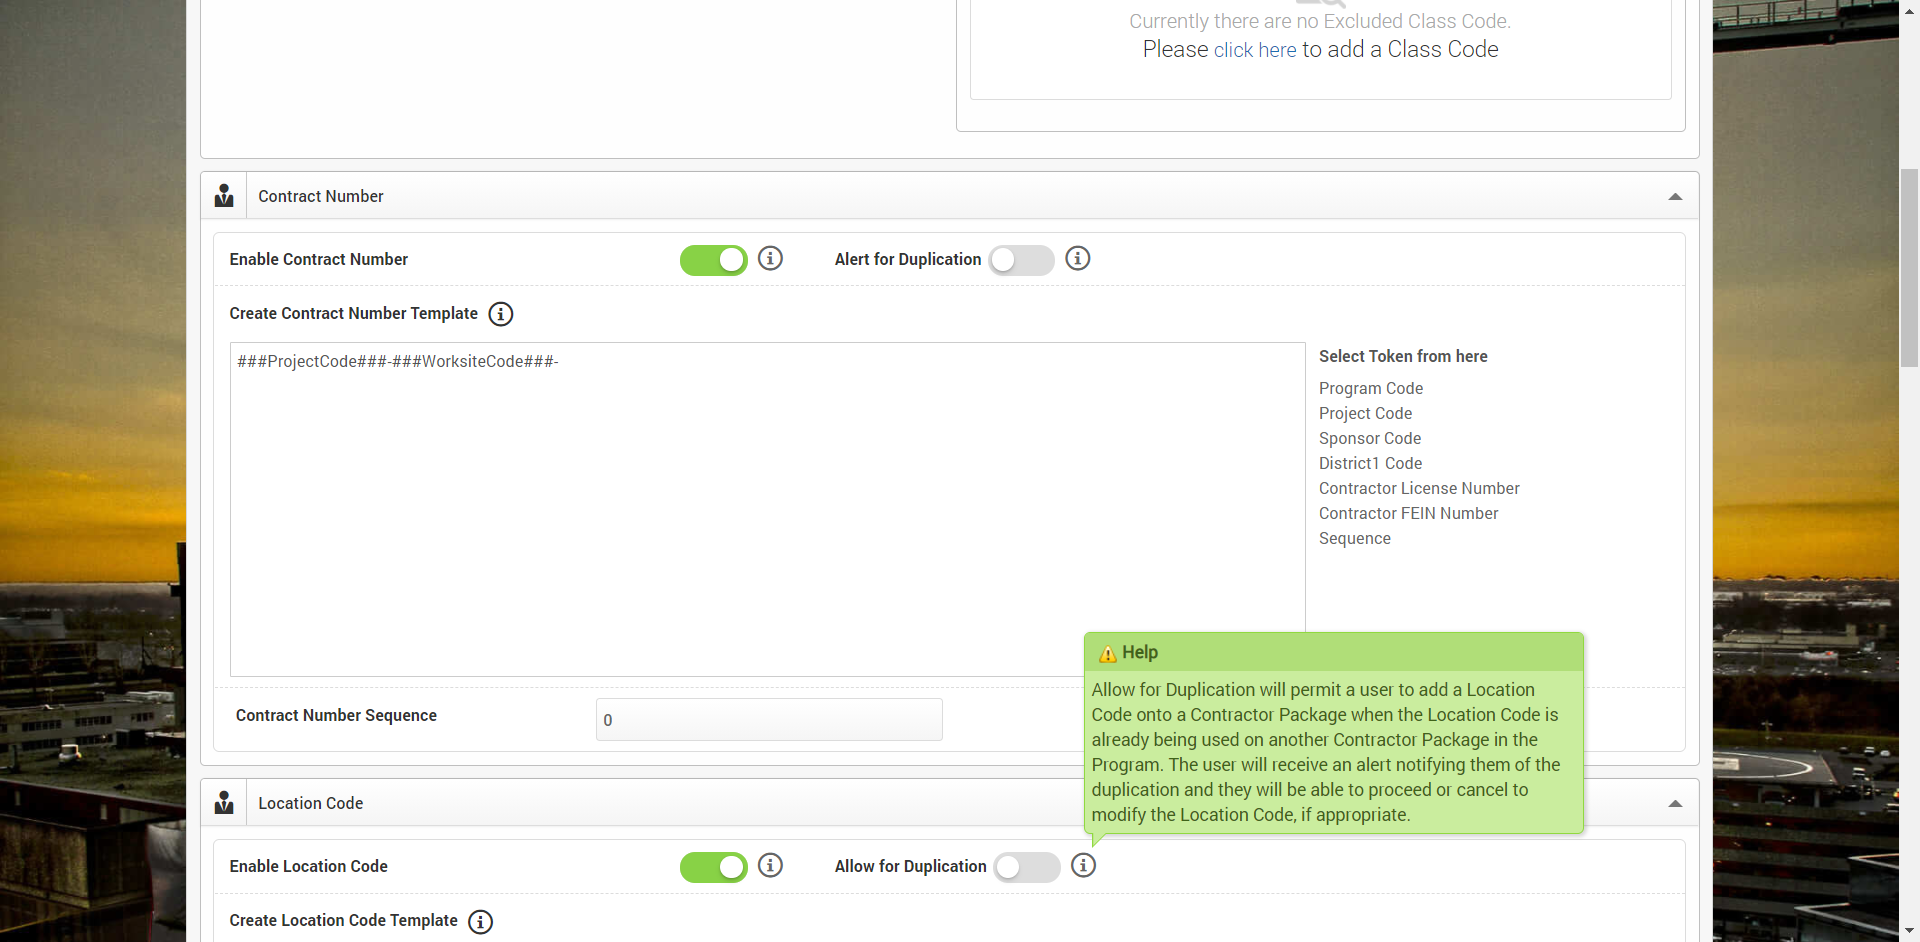 Currently there are no Excluded Class Code.
Please click here to add a Class Code
Contract Number
Enable Contract Number
Alert for Duplication
Create Contract Number Template
###ProjectCode###-###WorksiteCode###-
Select Token from here
Program Code
Project Code
Sponsor Code
District1 Code
Contractor License Number
Contractor FEIN Number
Sequence
Contract Number Sequence
0
Help
Allow for Duplication will permit a user to add a Location
Code onto a Contractor Package when the Location Code is
already being used on another Contractor Package in the
Program. The user will receive an alert notifying them of the
duplication and they will be able to proceed or cancel to
modify the Location Code, if appropriate.
Location Code
Enable Location Code
Allow for Duplication
Create Location Code Template